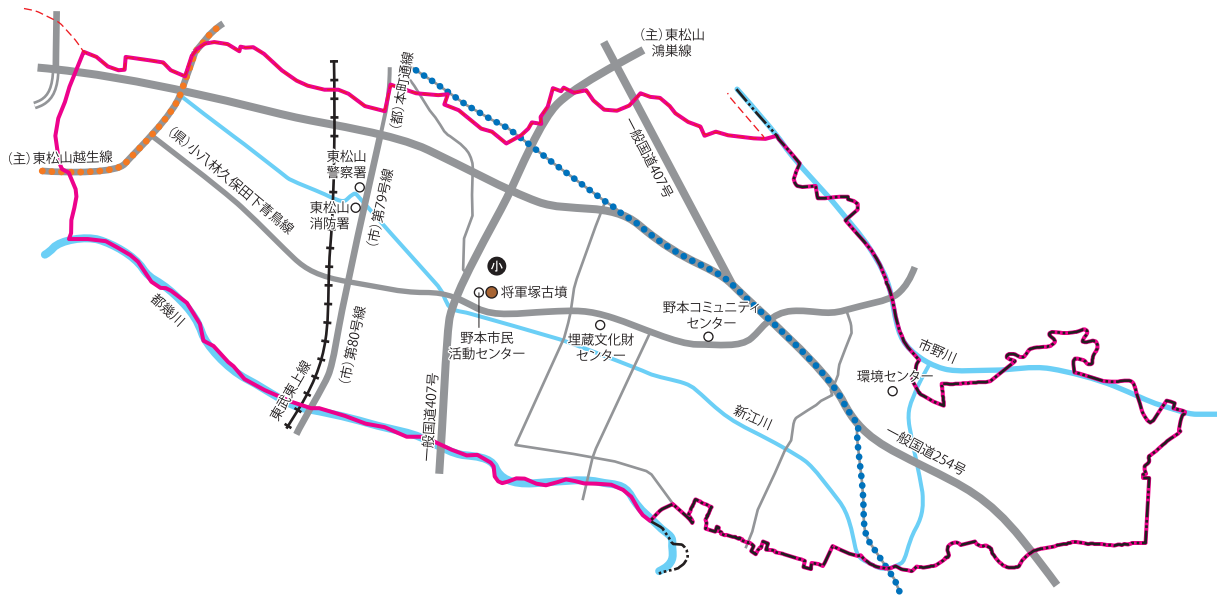 (主)東松山
鴻巣線
(都)本町通線
一般国道407号
(県)小八林久保田下青鳥線
(主)東松山越生線
東松山
警察署
東松山
消防署
(市)第79号線
小
将軍塚古墳
野本コミュニティ
センター
都幾川
野本市民
活動センター
埋蔵文化財
センター
(市)第80号線
市野川
環境センター
東武東上線
一般国道407号
新江川
一般国道254号